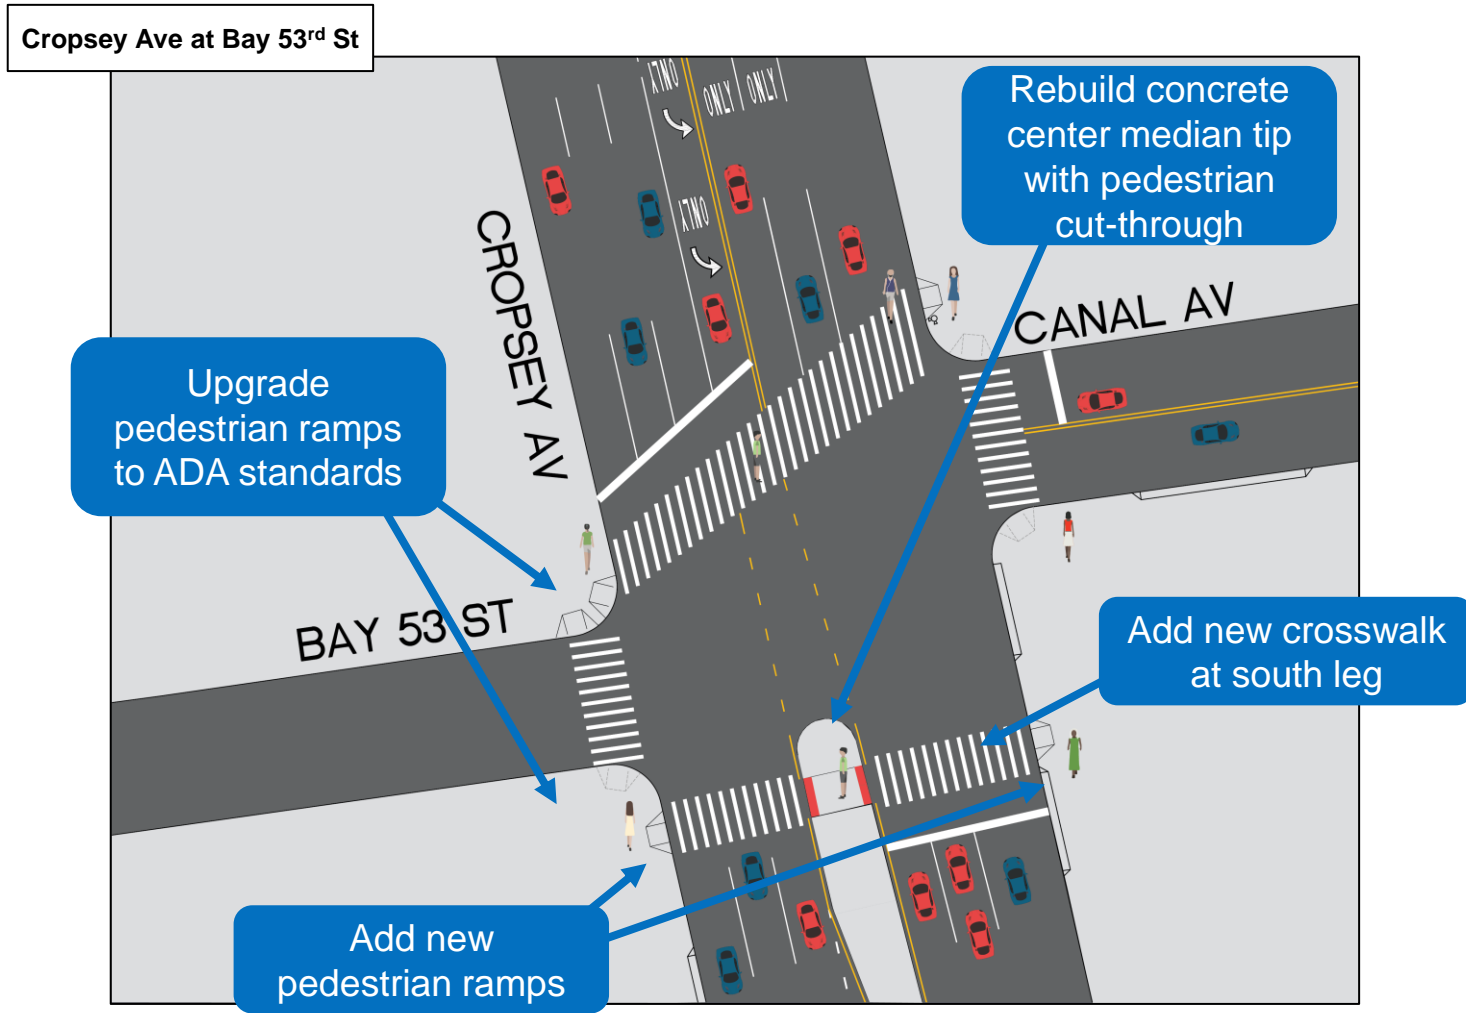 Cropsey Ave at Bay 53rd St
ONLY
ONLY ONLY
ONLY
Rebuild concrete
center median tip
with pedestrian
cut-through
CROPSEY AV
CANAL AV
Upgrade
pedestrian ramps
to ADA standards
BAY 53 ST
Add new crosswalk
at south leg
Add new
pedestrian ramps